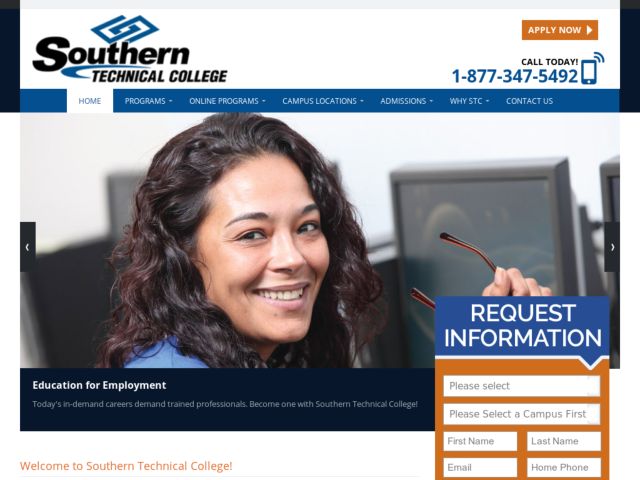 Southern
TECHNICAL COLLEGE
APPLY NOW
CALL TODAY!
1-877-347-5492
HOME PROGRAMS ONLINE PROGRAMS CAMPUS LOCATIONS ADMISSIONS WHY STC CONTACT US
REQUEST
INFORMATION
Please select
Please Select a Campus First
First Name Last Name
Email Home Phone
Education for Employment
Today's in-demand careers demand trained professionals. Become one with Southern Technical College!
Welcome to Southern Technical College!